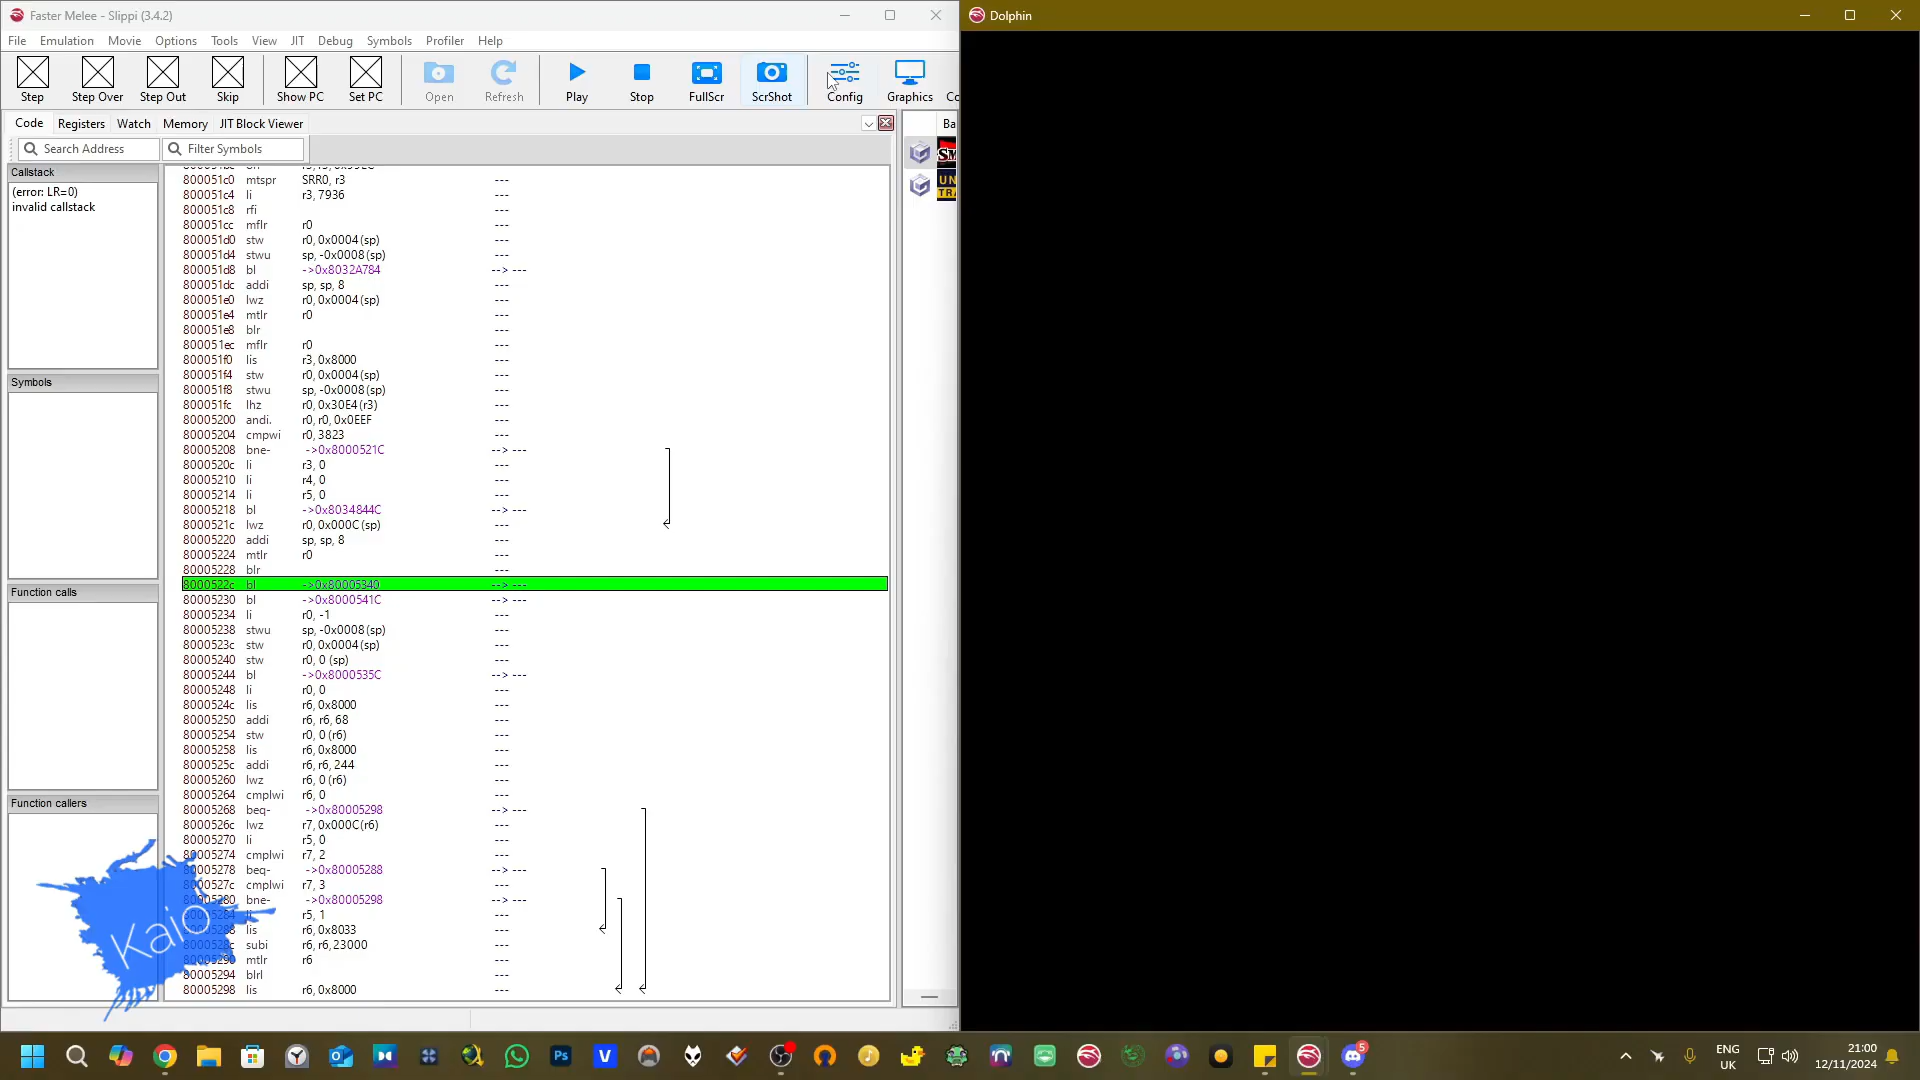 Faster Melee - Slippi (3.4.2)
Dolphin
File Emulation Movie Options Tools View JIT Debug Symbols Profiler Help
Step Step Over Step Out Skip Show PC Set PC Open Refresh Play Stop FullScr ScrShot Config Graphics Co
Code Registers Watch Memory JIT Block Viewer
Ba
Search Address Filter Symbols
Callstack
(error: LR=0)
invalid callstack
Symbols
Function calls
Function callers
800051c0 mtspr SRR0, r3 ---
800051c4 li r3, 7936 ---
800051c8 rfi ---
800051cc mflr r0 ---
800051d0 stw r0, 0x0004 (sp) ---
800051d4 stwu sp, -0x0008 (sp) ---
800051d8 bl ->0x8032A784 --> ---
800051dc addi sp, sp, 8 ---
800051e0 lwz r0, 0x0004 (sp) ---
800051e4 mtlr r0 ---
800051e8 blr ---
800051ec mflr r0 ---
800051f0 lis r3, 0x8000 ---
800051f4 stw r0, 0x0004 (sp) ---
800051f8 stwu sp, -0x0008 (sp) ---
800051fc lhz r0, 0x30E4 (r3) ---
80005200 andi. r0, r0, 0x0EEF ---
80005204 cmpwi r0, 3823 ---
80005208 bne- ->0x8000521C --> ---
8000520c li r3, 0 ---
80005210 li r4, 0 ---
80005214 li r5, 0 ---
80005218 bl ->0x8034844C --> ---
8000521c lwz r0, 0x000C (sp) ---
80005220 addi sp, sp, 8 ---
80005224 mtlr r0 ---
80005228 blr ---
8000522c bl ->0x80005340 --> ---
80005230 bl ->0x8000541C --> ---
80005234 li r0, -1 ---
80005238 stwu sp, -0x0008 (sp) ---
8000523c stw r0, 0x0004 (sp) ---
80005240 stw r0, 0 (sp) ---
80005244 bl ->0x8000535C --> ---
80005248 li r0, 0 ---
8000524c lis r6, 0x8000 ---
80005250 addi r6, r6, 68 ---
80005254 stw r0, 0 (r6) ---
80005258 lis r6, 0x8000 ---
8000525c addi r6, r6, 244 ---
80005260 lwz r6, 0 (r6) ---
80005264 cmplwi r6, 0 ---
80005268 beq- ->0x80005298 --> ---
8000526c lwz r7, 0x000C (r6) ---
80005270 li r5, 0 ---
80005274 cmplwi r7, 2 ---
80005278 beq- ->0x80005288 --> ---
8000527c cmplwi r7, 3 ---
80005280 bne- ->0x80005298 --> ---
80005284 li r5, 1 ---
80005288 lis r6, 0x8033 ---
8000528c subi r6, r6, 23000 ---
80005290 mtlr r6 ---
80005294 blrl ---
80005298 lis r6, 0x8000 ---
Kaio
Ps
V
5
ENG
UK
21:00
12/11/2024